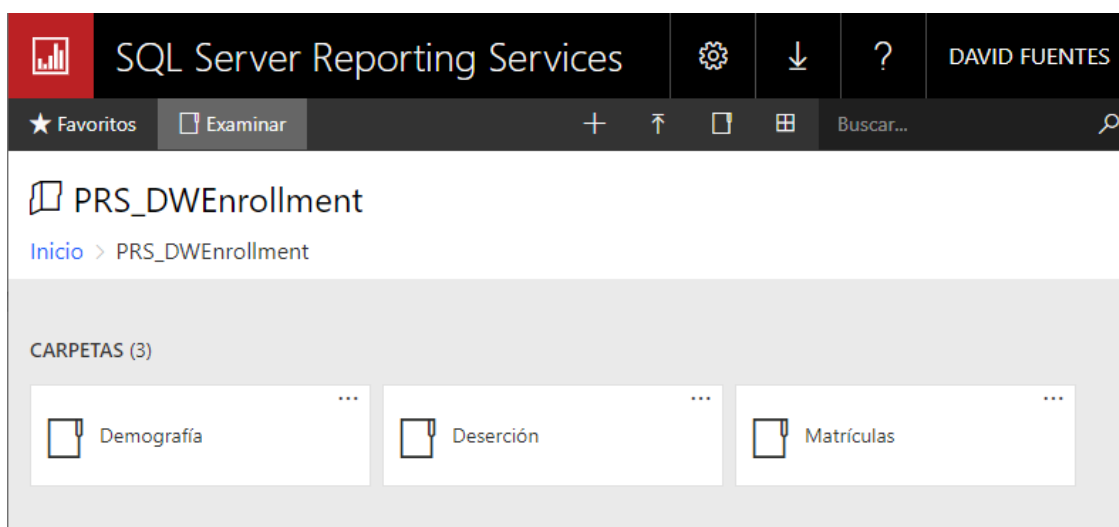 SQL Server Reporting Services ? DAVID FUENTES
Favoritos Examinar Buscar...
PRS_DWEnrollment
Inicio > PRS_DWEnrollment
CARPETAS (3)
Demografía Deserción Matrículas